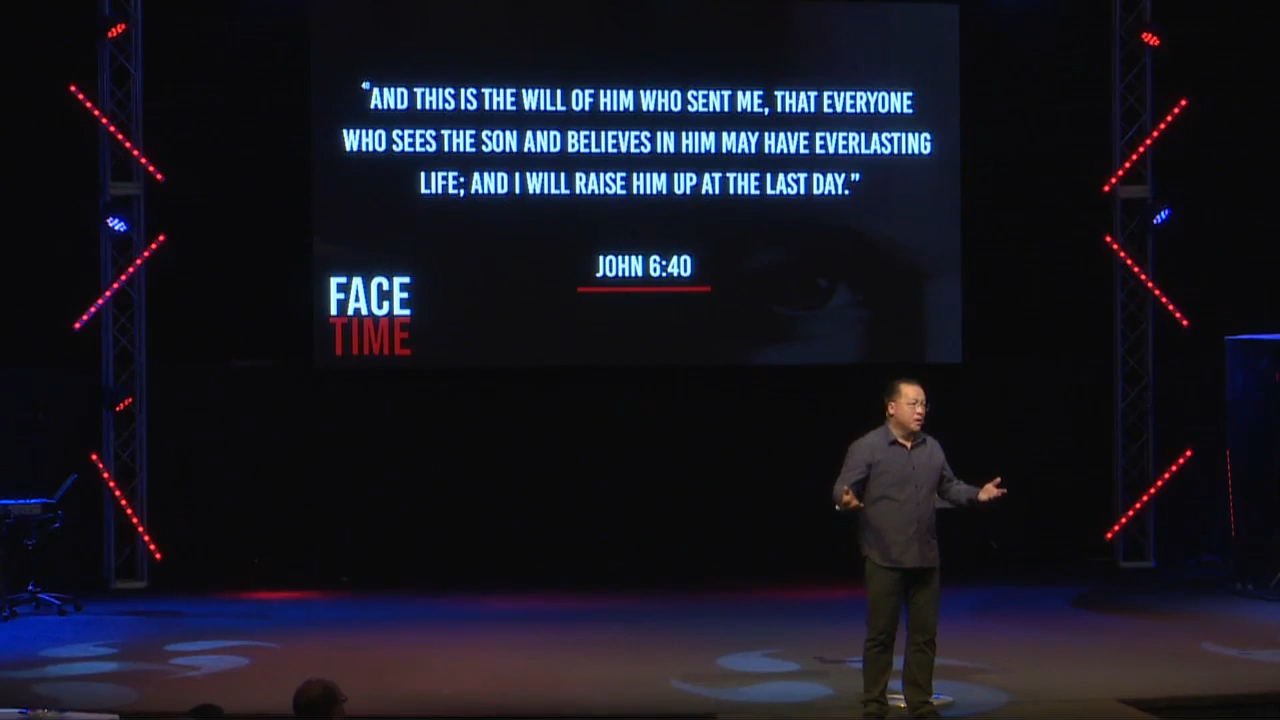 40"AND THIS IS THE WILL OF HIM WHO SENT ME, THAT EVERYONE
WHO SEES THE SON AND BELIEVES IN HIM MAY HAVE EVERLASTING
LIFE; AND I WILL RAISE HIM UP AT THE LAST DAY.”
JOHN 6:40
FACE
TIME